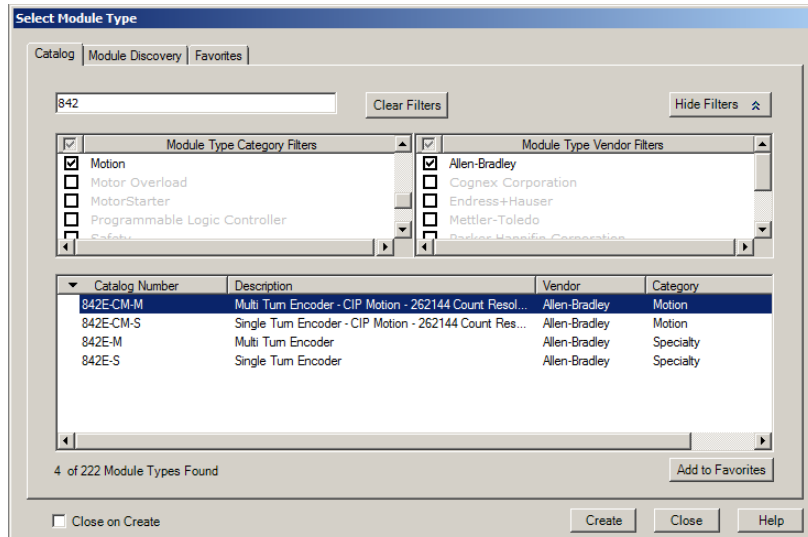 Select Module Type
Catalog Module Discovery Favorites
842 Clear Filters Hide Filters
Module Type Category Filters Module Type Vendor Filters
Motion Allen-Bradley
Motor Overload Cognex Corporation
MotorStarter Endress+Hauser
Programmable Logic Controller Mettler-Toledo
Safety Parker Hannifin Corporation
Catalog Number Description Vendor Category
842E-CM-M Multi Turn Encoder - CIP Motion - 262144 Count Resol... Allen-Bradley Motion
842E-CM-S Single Turn Encoder - CIP Motion - 262144 Count Res... Allen-Bradley Motion
842E-M Multi Turn Encoder Allen-Bradley Specialty
842E-S Single Turn Encoder Allen-Bradley Specialty
4 of 222 Module Types Found Add to Favorites
Close on Create Create Close Help